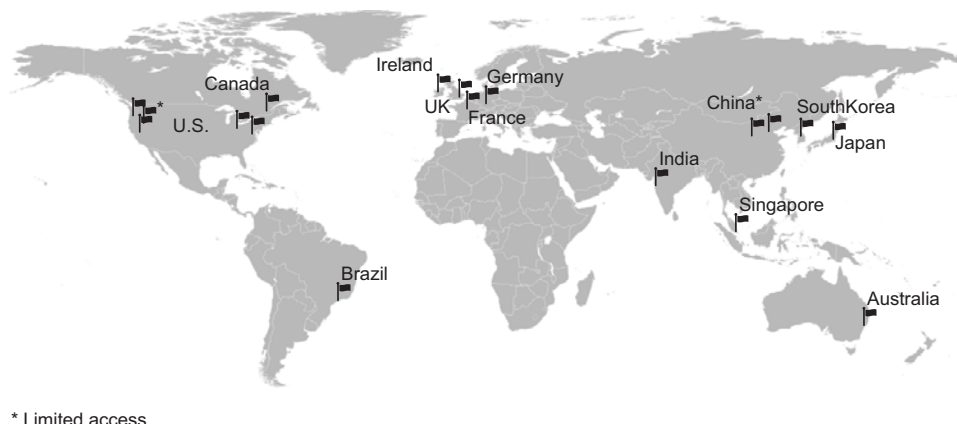 Ireland
Germany
Canada
UK
France
*
U.S.
China*
SouthKorea
Japan
India
Singapore
Brazil
Australia
* Limited access